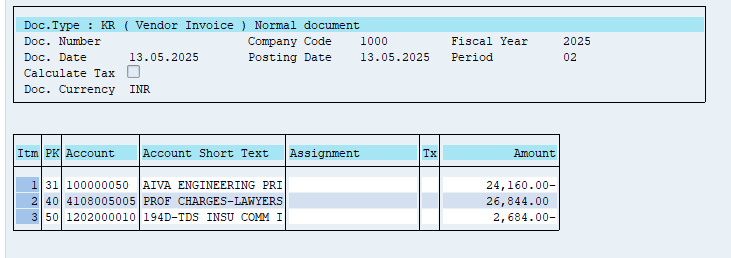 Doc.Type : KR ( Vendor Invoice ) Normal document
Doc. Number Company Code 1000 Fiscal Year 2025
Doc. Date 13.05.2025 Posting Date 13.05.2025 Period 02
Calculate Tax
Doc. Currency INR
Itm PK Account Account Short Text Assignment Tx Amount
1 31 100000050 AIVA ENGINEERING PRI 24,160.00-
2 40 4108005005 PROF CHARGES-LAWYERS 26,844.00
3 50 1202000010 194D-TDS INSU COMM I 2,684.00-